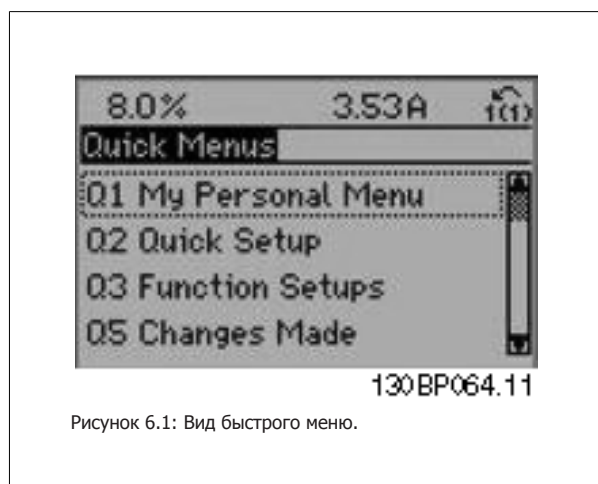 8.0% 3.53A 1(1)
Quick Menus
Q1 My Personal Menu
Q2 Quick Setup
Q3 Function Setups
Q5 Changes Made
130BP064.11
Рисунок 6.1: Вид быстрого меню.